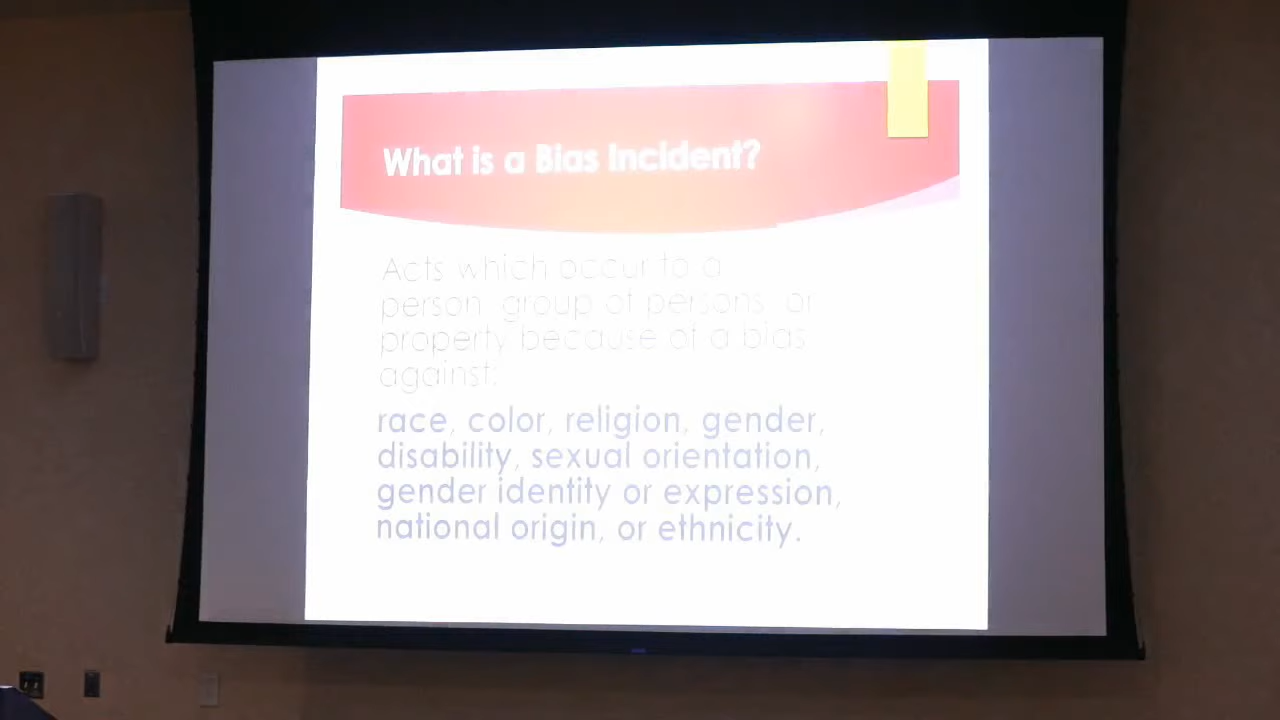 What is a Bias Incident?
Acts which occur to a
person, group of persons, or
property because of a bias
against:
race, color, religion, gender,
disability, sexual orientation,
gender identity or expression,
national origin, or ethnicity.